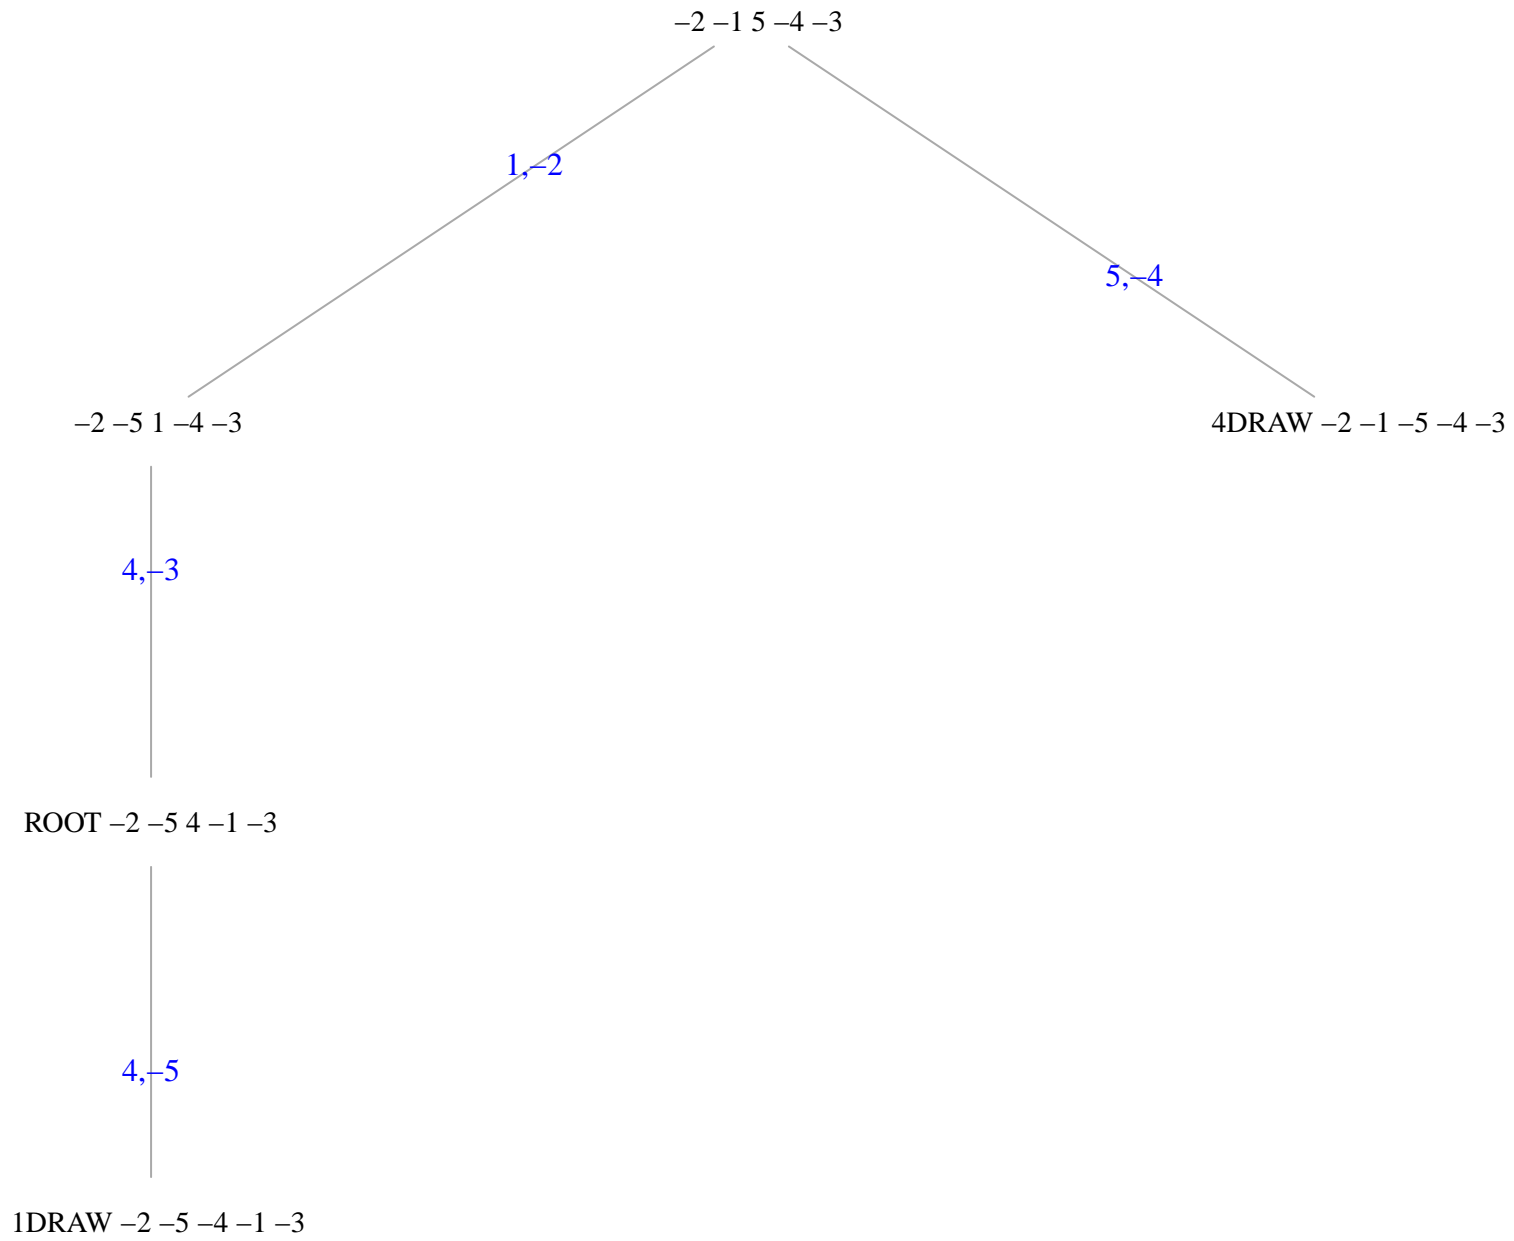 –2 –1 5 –4 –3
1,–2
5,–4
–2 –5 1 –4 –3
4DRAW –2 –1 –5 –4 –3
4,–3
ROOT –2 –5 4 –1 –3
4,–5
1DRAW –2 –5 –4 –1 –3